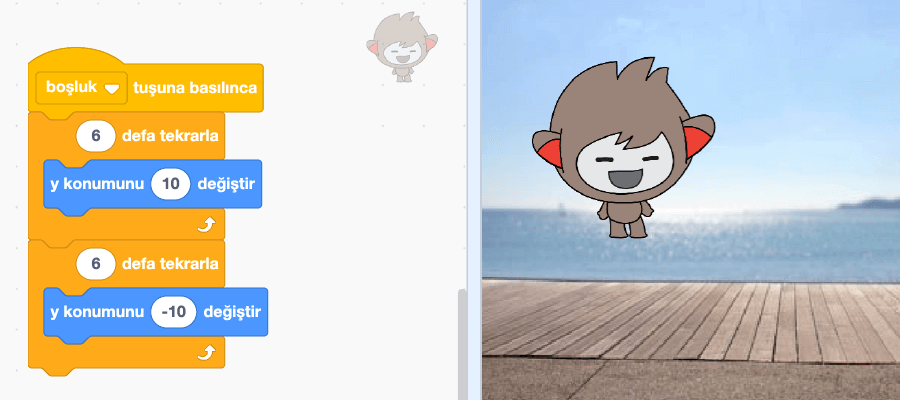 boşluk tuşuna basılınca
6 defa tekrarla
y konumunu 10 değiştir
6 defa tekrarla
y konumunu -10 değiştir